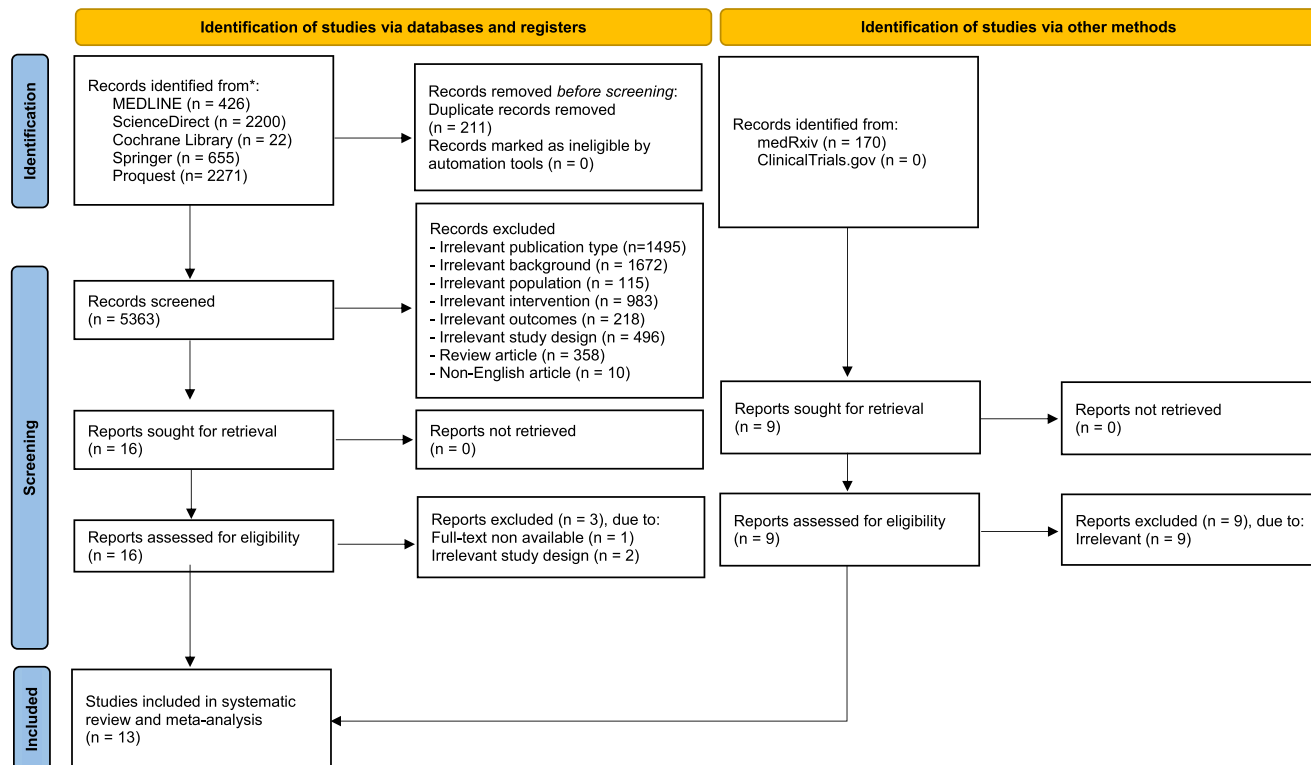 Identification of studies via databases and registers
Identification of studies via other methods
Identification
Records identified from*:
MEDLINE (n = 426)
ScienceDirect (n = 2200)
Cochrane Library (n = 22)
Springer (n = 655)
Proquest (n= 2271)
Records removed before screening:
Duplicate records removed
(n = 211)
Records marked as ineligible by
automation tools (n = 0)
Records identified from:
medRxiv (n = 170)
ClinicalTrials.gov (n = 0)
Screening
Records screened
(n = 5363)
Records excluded
- Irrelevant publication type (n=1495)
- Irrelevant background (n = 1672)
- Irrelevant population (n = 115)
- Irrelevant intervention (n = 983)
- Irrelevant outcomes (n = 218)
- Irrelevant study design (n = 496)
- Review article (n = 358)
- Non-English article (n = 10)
Reports sought for retrieval
(n = 16)
Reports not retrieved
(n = 0)
Reports sought for retrieval
(n = 9)
Reports not retrieved
(n = 0)
Reports assessed for eligibility
(n = 16)
Reports excluded (n = 3), due to:
Full-text non available (n = 1)
Irrelevant study design (n = 2)
Reports assessed for eligibility
(n = 9)
Reports excluded (n = 9), due to:
Irrelevant (n = 9)
Included
Studies included in systematic
review and meta-analysis
(n = 13)